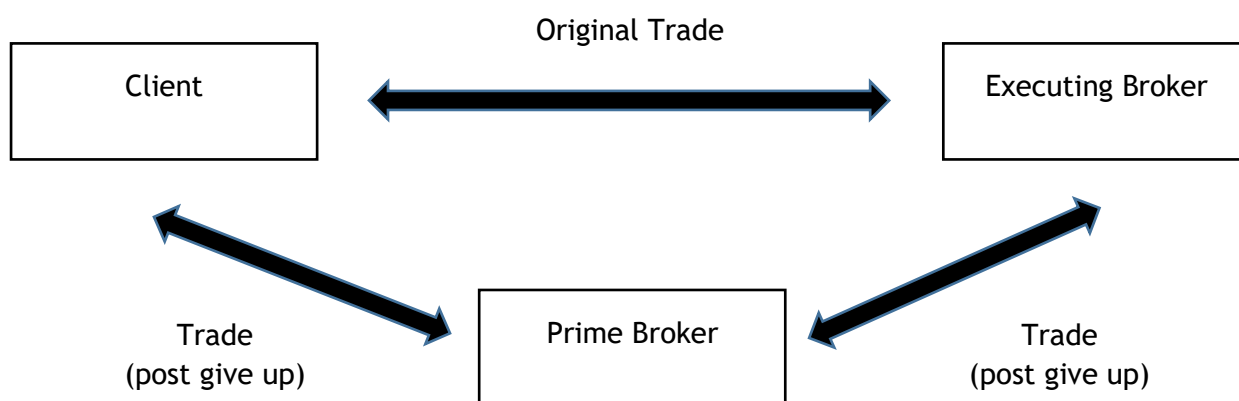 Original Trade
Client
Executing Broker
Prime Broker
Trade
(post give up)
Trade
(post give up)